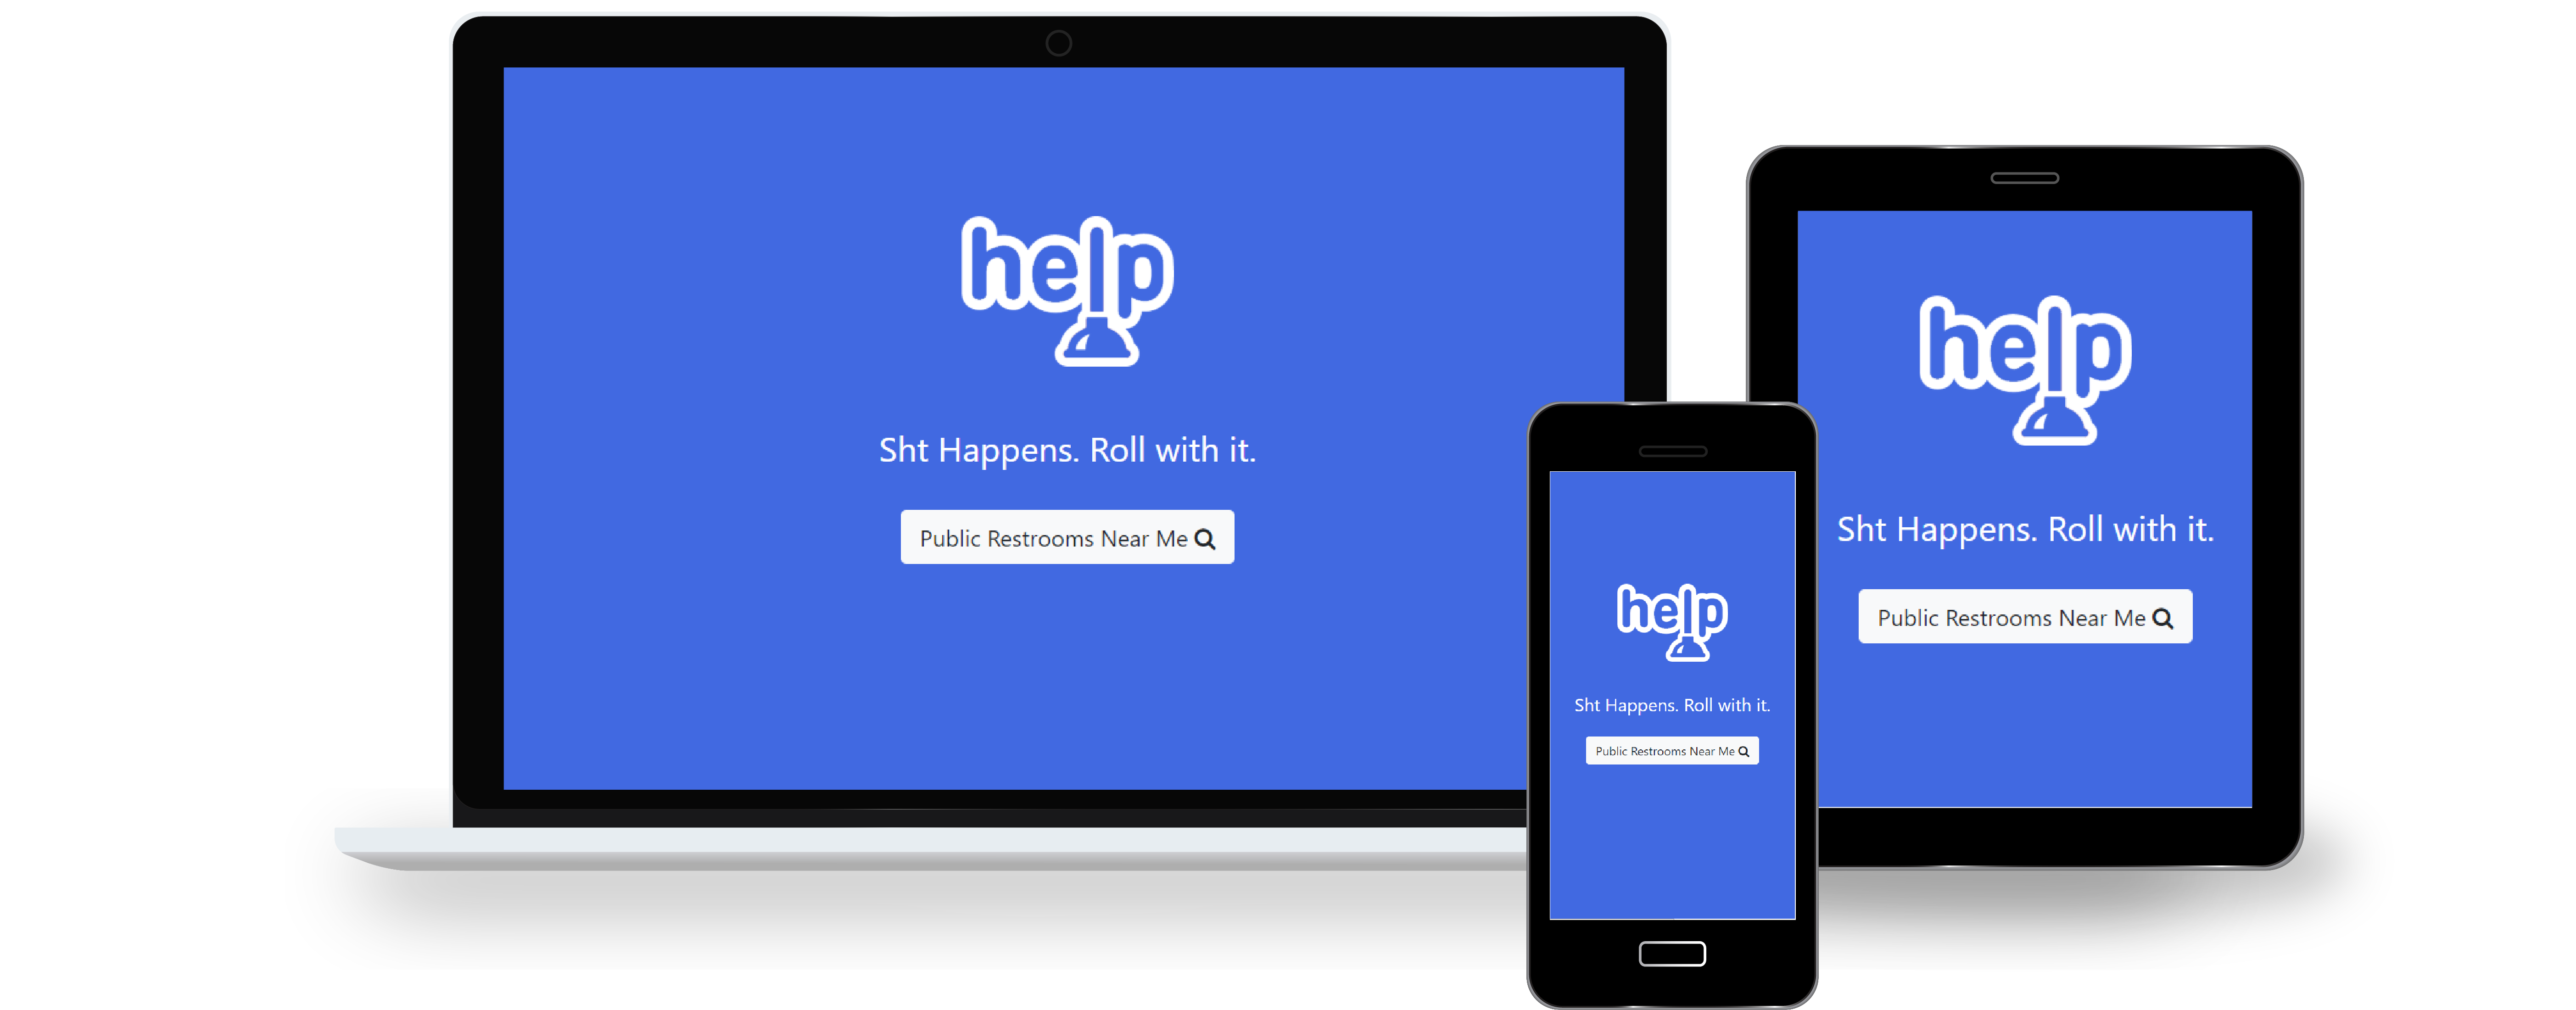 help
Sht Happens. Roll with it.
Public Restrooms Near Me
help
Sht Happens. Roll with it.
Public Restrooms Near Me
help
Sht Happens. Roll with it.
Public Restrooms Near Me